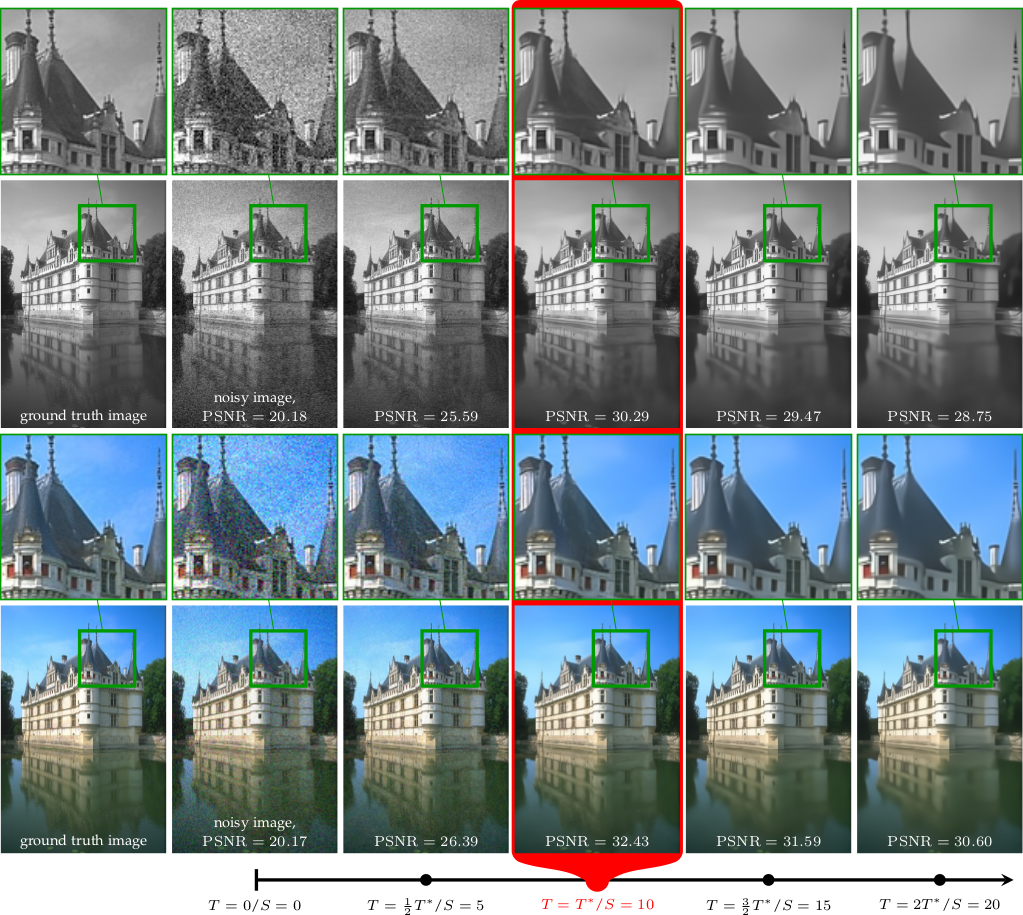 ground truth image
noisy image,
PSNR = 20.18
PSNR = 25.59
PSNR = 30.29
PSNR = 29.47
PSNR = 28.75
ground truth image
noisy image,
PSNR = 20.17
PSNR = 26.39
PSNR = 32.43
PSNR = 31.59
PSNR = 30.60
T = 0/S = 0
T = 1/2 T*/S = 5
T = T*/S = 10
T = 3/2 T*/S = 15
T = 2T*/S = 20